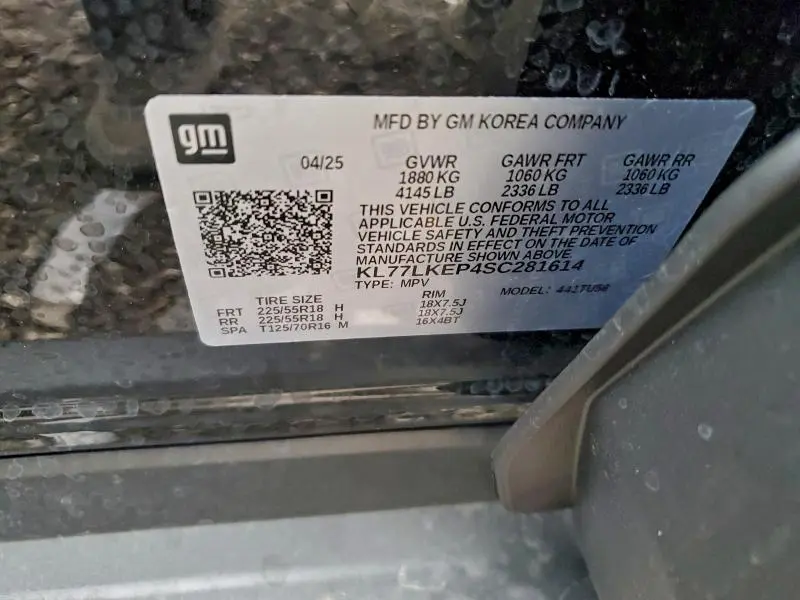 gm
MFD BY GM KOREA COMPANY
04/25 GVWR GAWR FRT GAWR RR
1880 KG 1060 KG 1060 KG
4145 LB 2336 LB 2336 LB
THIS VEHICLE CONFORMS TO ALL
APPLICABLE U.S. FEDERAL MOTOR
VEHICLE SAFETY AND THEFT PREVENTION
STANDARDS IN EFFECT ON THE DATE OF
MANUFACTURE SHOWN ABOVE
KL77LKEP4SC281614
TYPE: MPV MODEL: 441TU56
TIRE SIZE RIM
FRT 225/55R18 H 18X7.5J
RR 225/55R18 H 18X7.5J
SPA T125/70R16 M 16X4BT